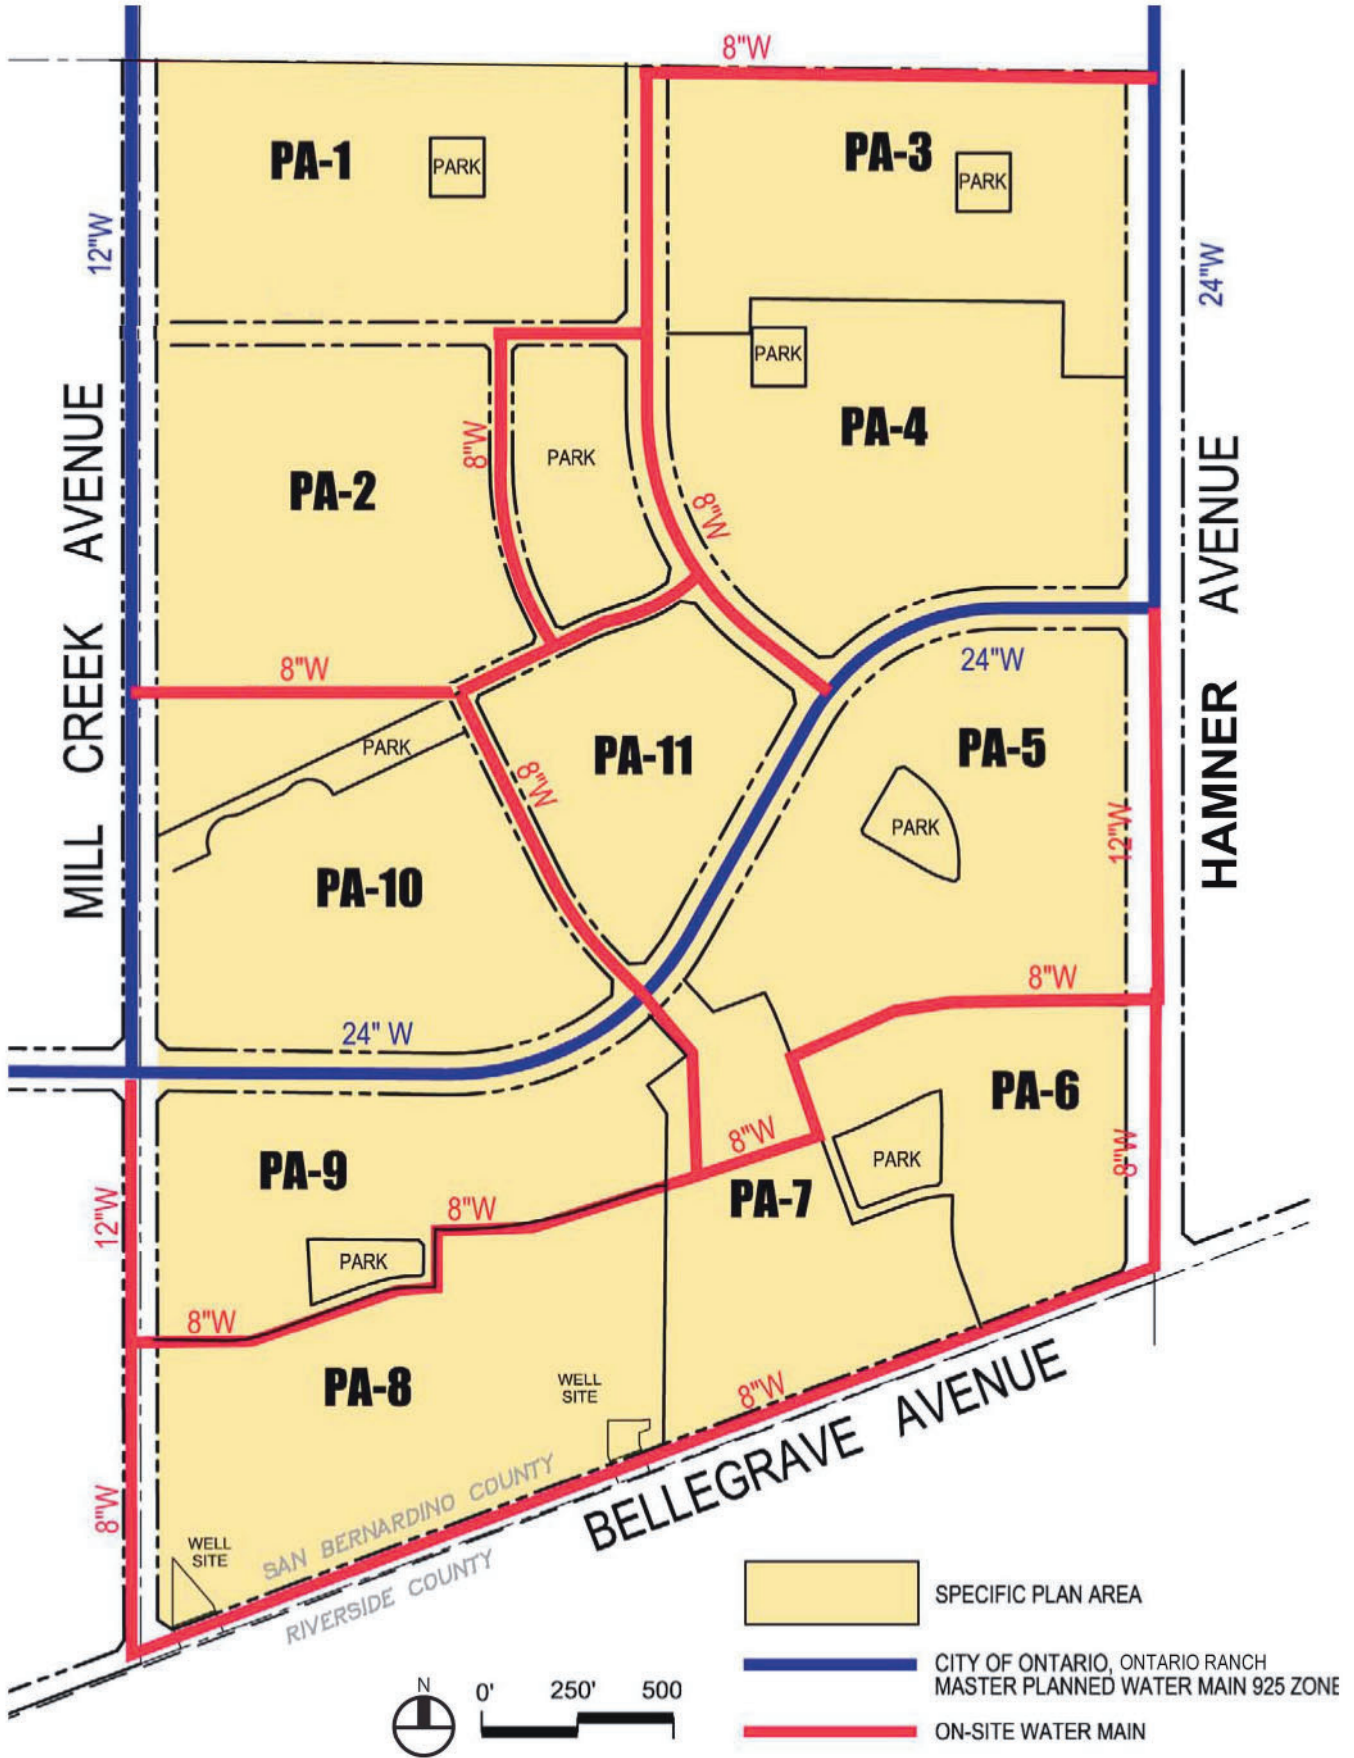 8"W
PA-1
PARK
PA-3
PARK
12"W
24"W
PARK
MILL CREEK AVENUE
PA-4
8"W
PARK
HAMNER AVENUE
PA-2
8"W
8"W
24"W
PARK
PA-11
PA-5
8"W
PARK
12"W
PA-10
8"W
24" W
PA-6
8"W
8"W
PARK
PA-9
12"W
8"W
PA-7
PARK
8"W
PA-8
WELL
SITE
8"W
BELLEGRAVE AVENUE
8"W
SAN BERNARDINO COUNTY
WELL
SITE
RIVERSIDE COUNTY
SPECIFIC PLAN AREA
CITY OF ONTARIO, ONTARIO RANCH
MASTER PLANNED WATER MAIN 925 ZONE
N
0' 250' 500
ON-SITE WATER MAIN